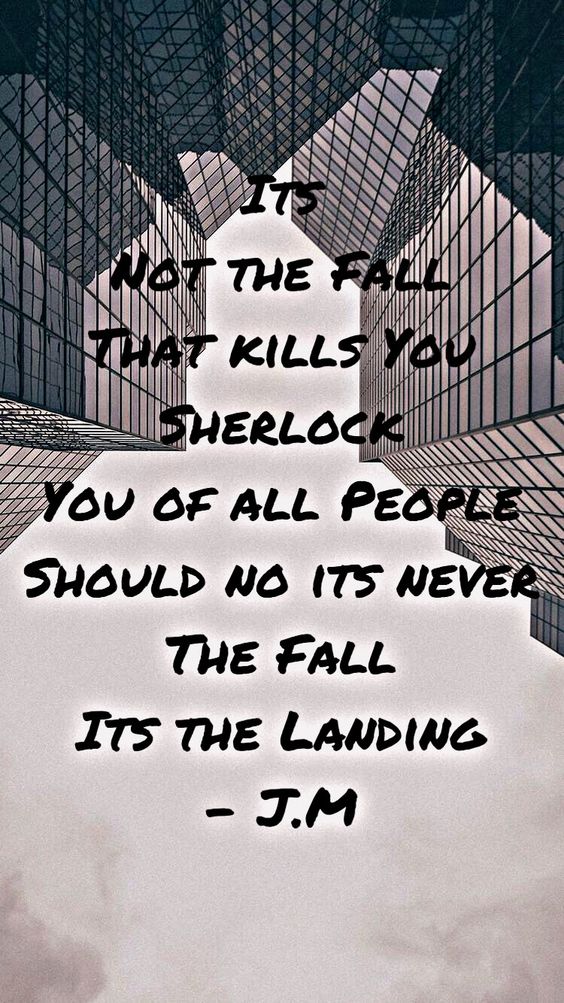 Its
Not the Fall
That kills You
Sherlock
You of all People
Should no its never
The Fall
Its the Landing
- J.M